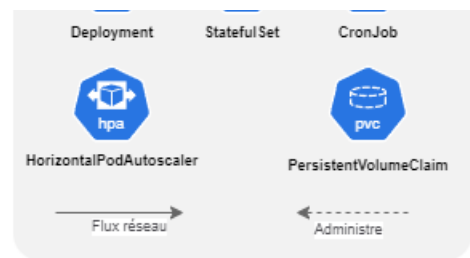 Deployment StatefulSet CronJob
hpa pvc
HorizontalPodAutoscaler PersistentVolumeClaim
Flux réseau Administre